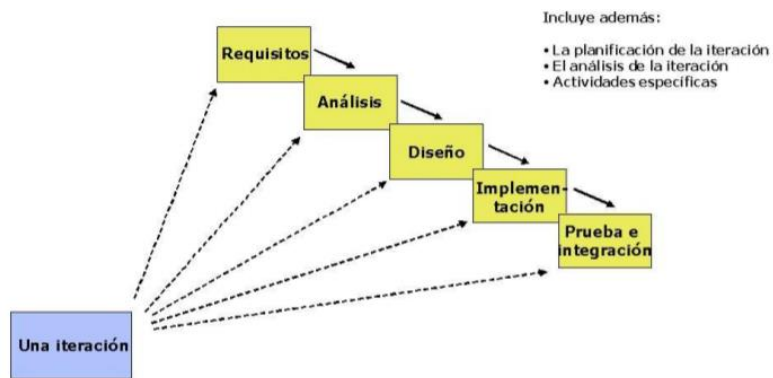 Incluye además:
• La planificación de la iteración
• El análisis de la iteración
• Actividades específicas
Requisitos
Análisis
Diseño
Implemen-
tación
Prueba e
integración
Una iteración